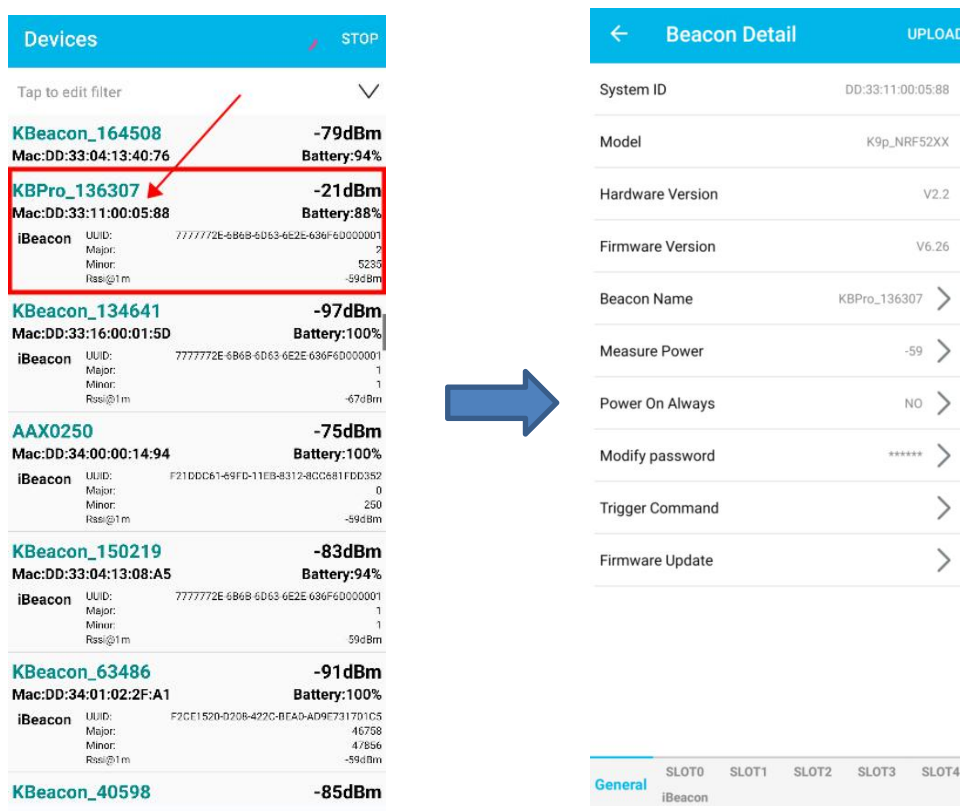 Devices
STOP
Tap to edit filter
KBeacon_164508 -79dBm
Mac:DD:33:04:13:40:76 Battery:94%
KBPro_136307 -21dBm
Mac:DD:33:11:00:05:88 Battery:88%
iBeacon UUID: 7777772E-6B6B-6D63-6E2E-636F6D000001
Major: 2
Minor: 5235
Rssi@1m -59dBm
KBeacon_134641 -97dBm
Mac:DD:33:16:00:01:5D Battery:100%
iBeacon UUID: 7777772E-6B6B-6D63-6E2E-636F6D000001
Major: 1
Minor: 1
Rssi@1m -67dBm
AAX0250 -75dBm
Mac:DD:34:00:00:14:94 Battery:100%
iBeacon UUID: F21DDC61-69FD-11EB-8312-8CC681FDD352
Major: 0
Minor: 250
Rssi@1m -59dBm
KBeacon_150219 -83dBm
Mac:DD:33:04:13:08:A5 Battery:94%
iBeacon UUID: 7777772E-6B6B-6D63-6E2E-636F6D000001
Major: 1
Minor: 1
Rssi@1m -59dBm
KBeacon_63486 -91dBm
Mac:DD:34:01:02:2F:A1 Battery:100%
iBeacon UUID: F2CE1520-D20B-422C-BEA0-AD9E731701C5
Major: 46758
Minor: 47856
Rssi@1m -59dBm
KBeacon_40598 -85dBm
Beacon Detail
UPLOAD
System ID DD:33:11:00:05:88
Model K9p_NRF52XX
Hardware Version V2.2
Firmware Version V6.26
Beacon Name KBPro_136307
Measure Power -59
Power On Always NO
Modify password ******
Trigger Command
Firmware Update
General SLOT0 SLOT1 SLOT2 SLOT3 SLOT4
iBeacon